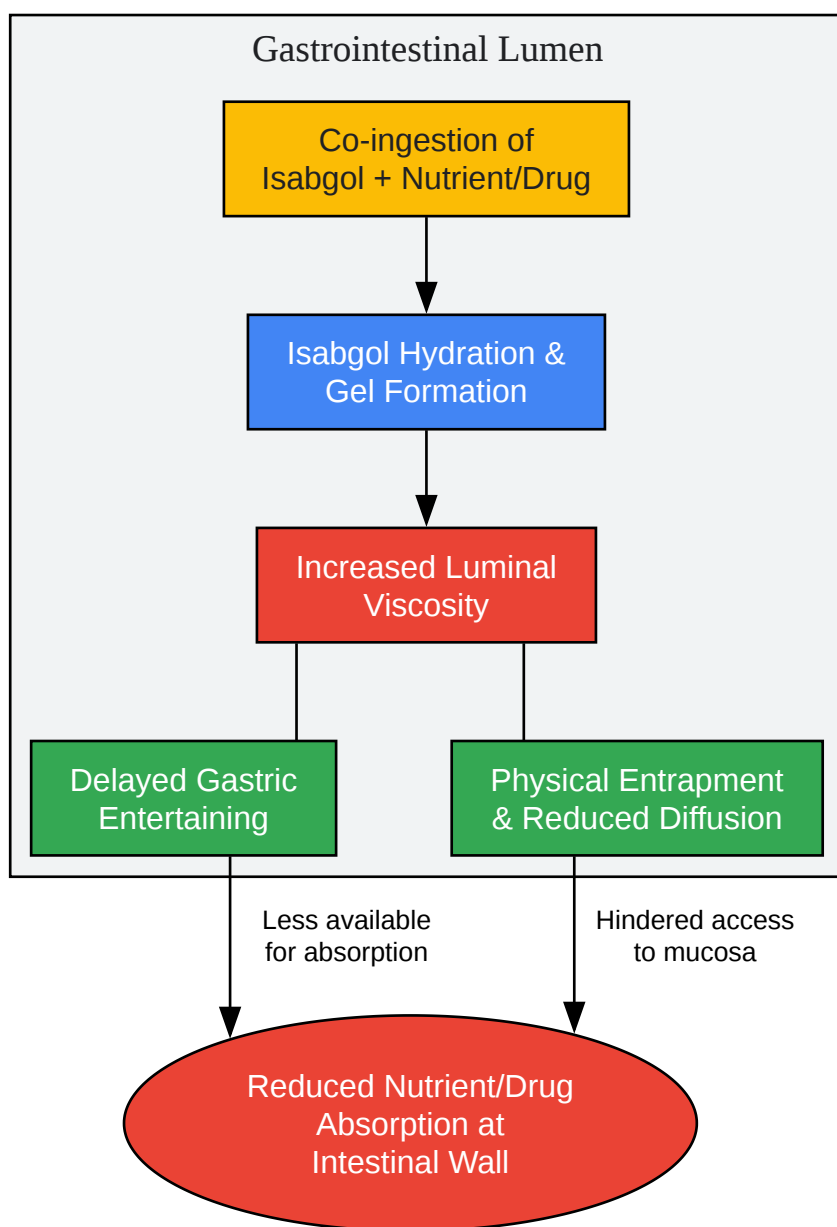 Gastrointestinal Lumen
Co-ingestion of
Isabgol + Nutrient/Drug
Isabgol Hydration &
Gel Formation
Increased Luminal
Viscosity
Delayed Gastric
Entertaining
Physical Entrapment
& Reduced Diffusion
Less available
for absorption
Hindered access
to mucosa
Reduced Nutrient/Drug
Absorption at
Intestinal Wall